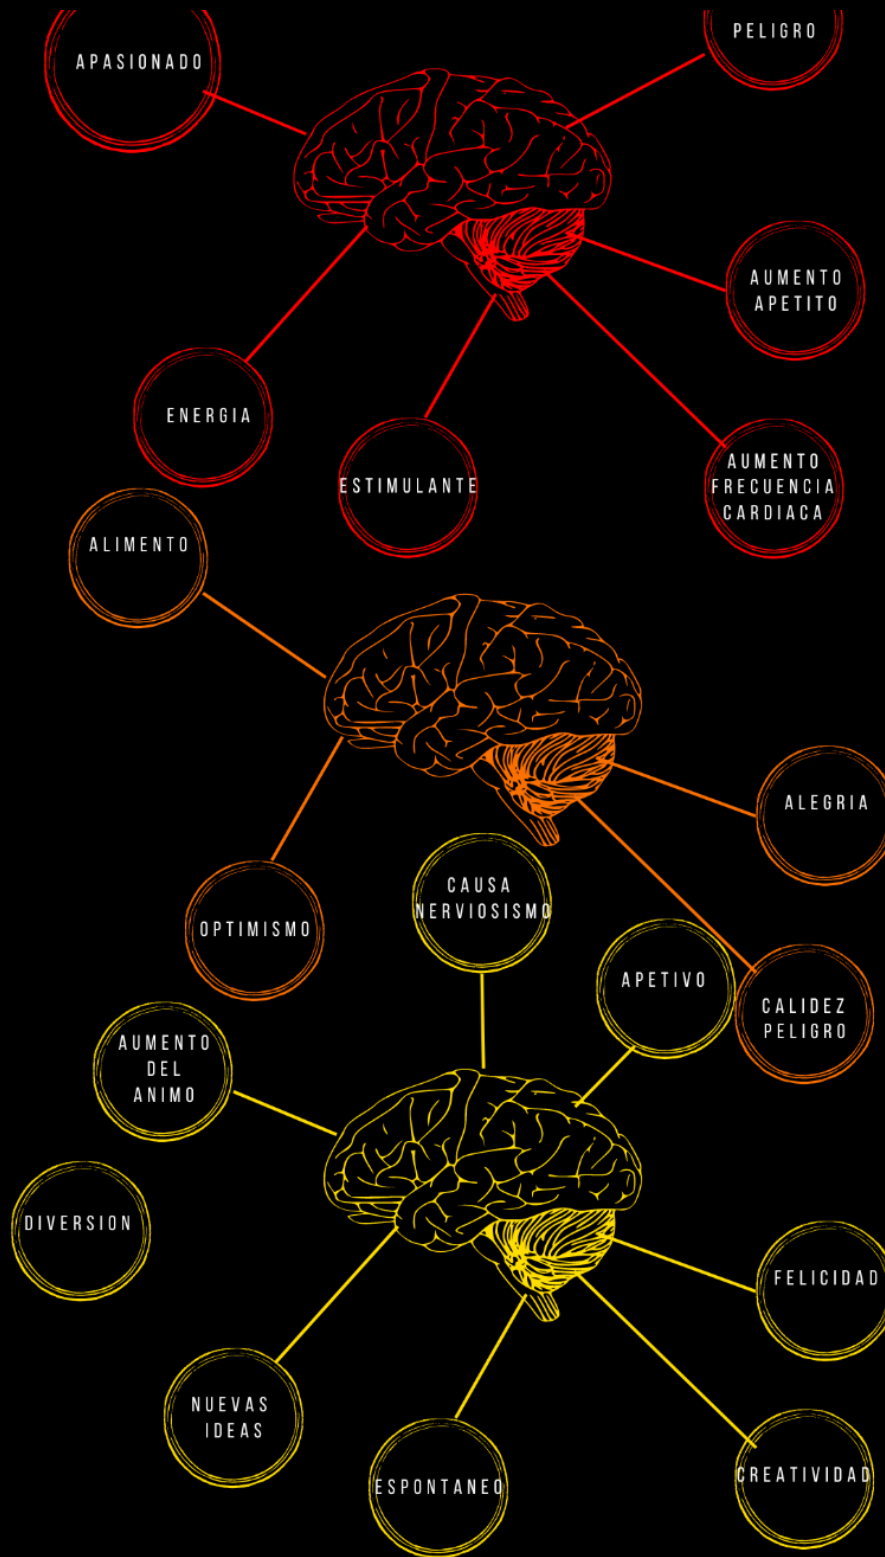 APASIONADO
PELIGRO
AUMENTO
APETITO
ENERGIA
ESTIMULANTE
AUMENTO
FRECUENCIA
CARDIACA
ALIMENTO
ALEGRIA
OPTIMISMO
CAUSA
NERVIOSISMO
APETIVO
CALIDEZ
PELIGRO
AUMENTO
DEL
ANIMO
DIVERSION
FELICIDAD
NUEVAS
IDEAS
ESPONTANEO
CREATIVIDAD